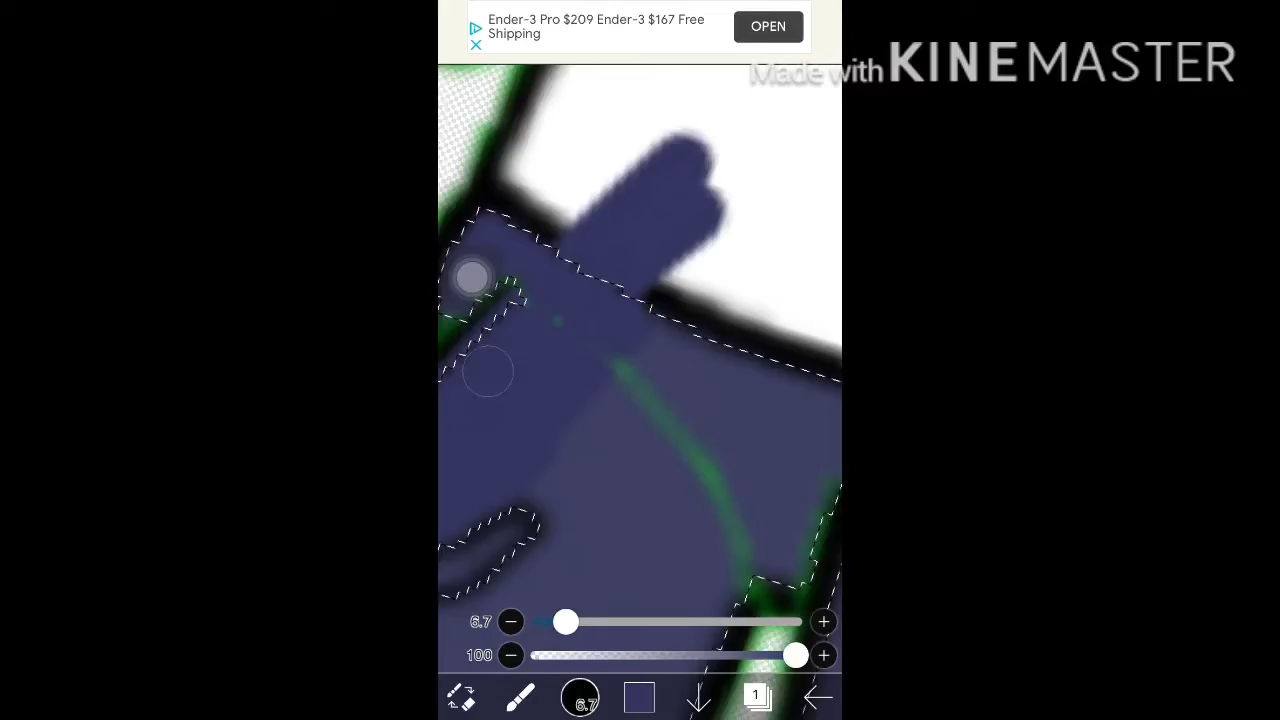 Ender-3 Pro $209 Ender-3 $167 Free
Shipping
OPEN
Made with KINEMASTER
6.7
100
6.7
1